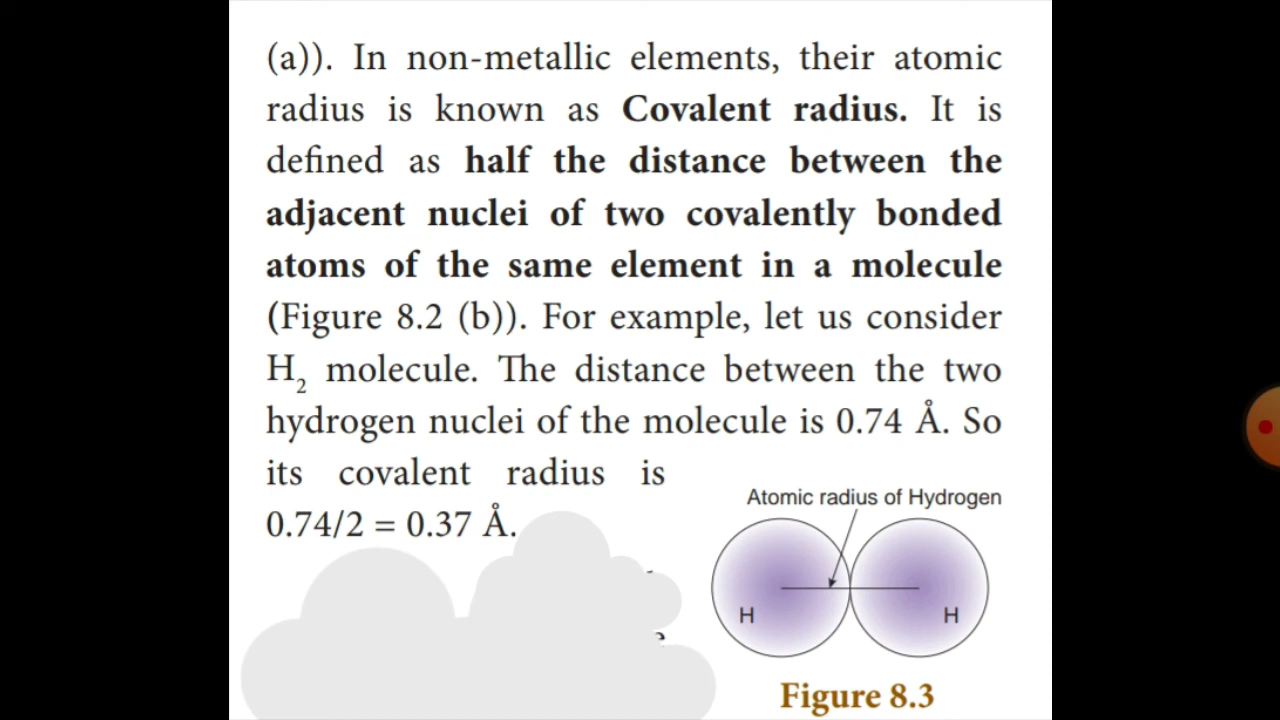 (a)). In non-metallic elements, their atomic
radius is known as Covalent radius. It is
defined as half the distance between the
adjacent nuclei of two covalently bonded
atoms of the same element in a molecule
(Figure 8.2 (b)). For example, let us consider
H₂ molecule. The distance between the two
hydrogen nuclei of the molecule is 0.74 Å. So
its covalent radius is
0.74/2 = 0.37 Å.
Atomic radius of Hydrogen
H H
Figure 8.3